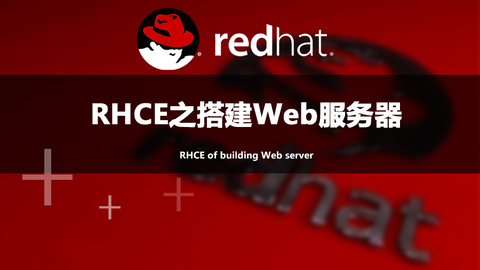 redhat.
RHCE之搭建Web服务器
RHCE of building Web server
redhat